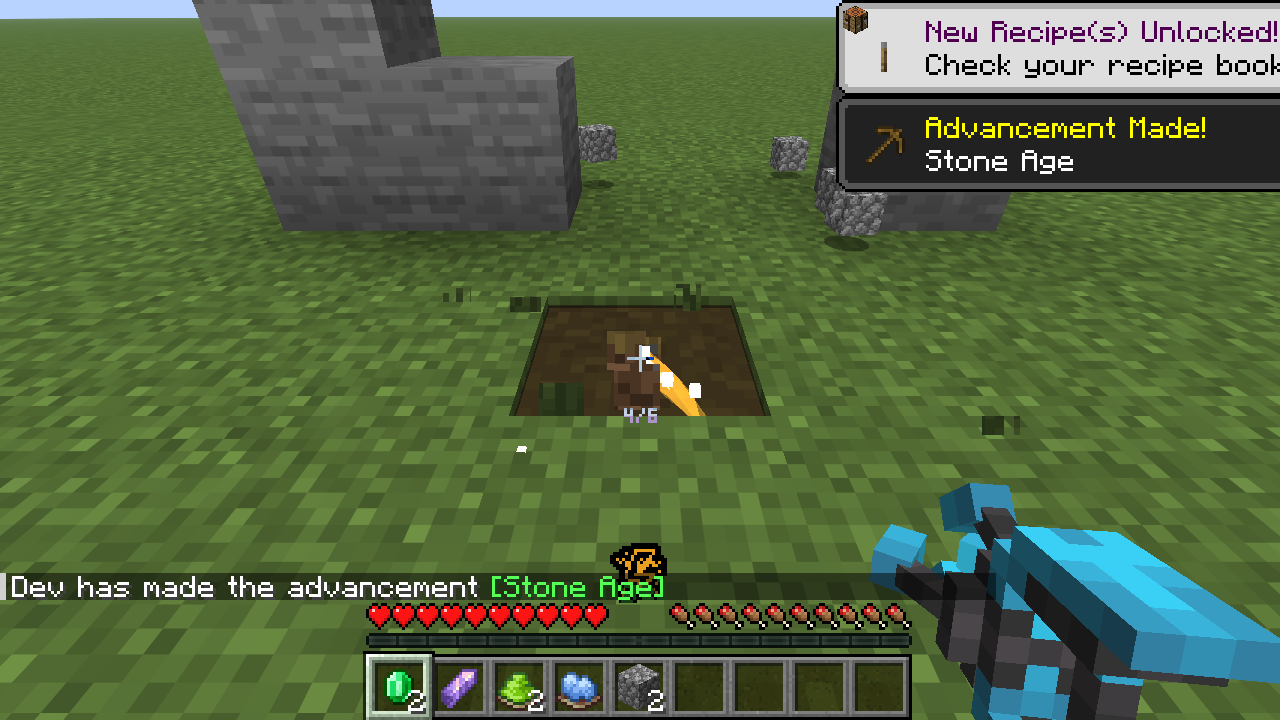 New Recipe(s) Unlocked!
Check your recipe book
Advancement Made!
Stone Age
4/6
Dev has made the advancement [Stone Age]
2
2
2